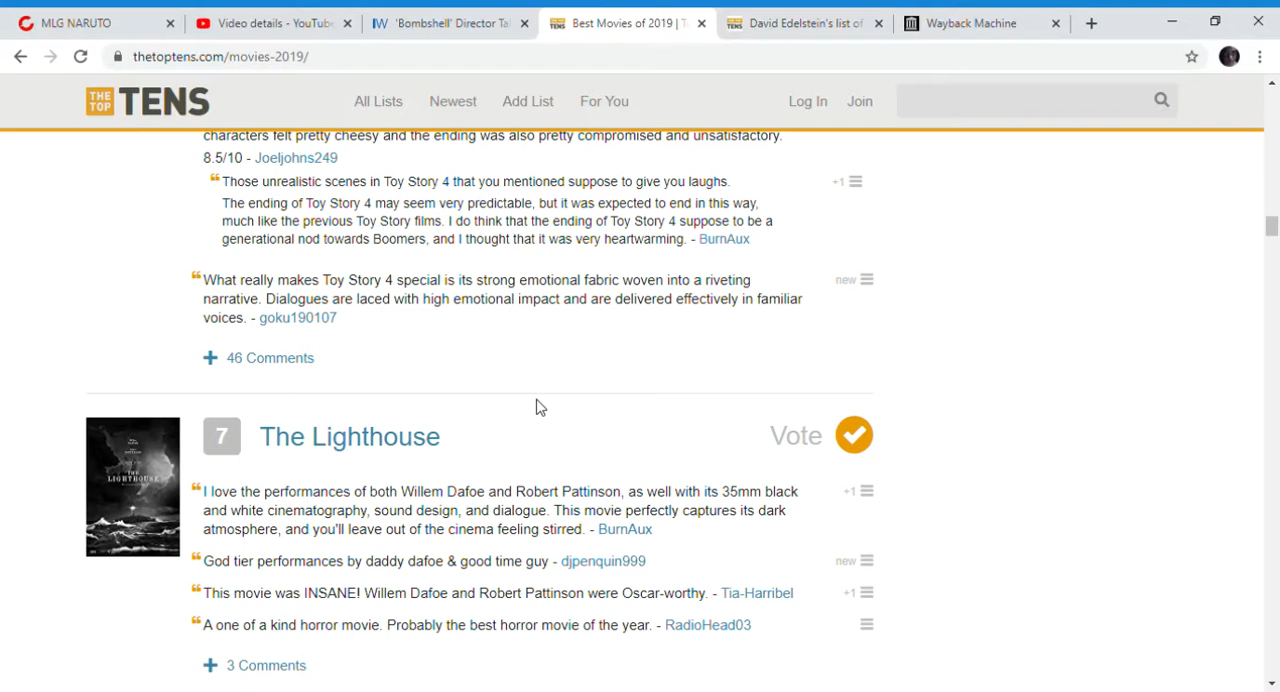 MLG NARUTO
Video details - YouTube
IW 'Bombshell' Director Tal
TENS Best Movies of 2019 | T
TENS David Edelstein's list of
Wayback Machine
thetoptens.com/movies-2019/
THE TOP TENS
All Lists Newest Add List For You Log In Join
characters felt pretty cheesy and the ending was also pretty compromised and unsatisfactory.
8.5/10 - Joeljohns249
Those unrealistic scenes in Toy Story 4 that you mentioned suppose to give you laughs. +1
The ending of Toy Story 4 may seem very predictable, but it was expected to end in this way,
much like the previous Toy Story films. I do think that the ending of Toy Story 4 suppose to be a
generational nod towards Boomers, and I thought that it was very heartwarming. - BurnAux
What really makes Toy Story 4 special is its strong emotional fabric woven into a riveting new
narrative. Dialogues are laced with high emotional impact and are delivered effectively in familiar
voices. - goku190107
+ 46 Comments
THE LIGHTHOUSE
7 The Lighthouse Vote
I love the performances of both Willem Dafoe and Robert Pattinson, as well with its 35mm black +1
and white cinematography, sound design, and dialogue. This movie perfectly captures its dark
atmosphere, and you'll leave out of the cinema feeling stirred. - BurnAux
God tier performances by daddy dafoe & good time guy - djpenquin999 new
This movie was INSANE! Willem Dafoe and Robert Pattinson were Oscar-worthy. - Tia-Harribel +1
A one of a kind horror movie. Probably the best horror movie of the year. - RadioHead03
+ 3 Comments